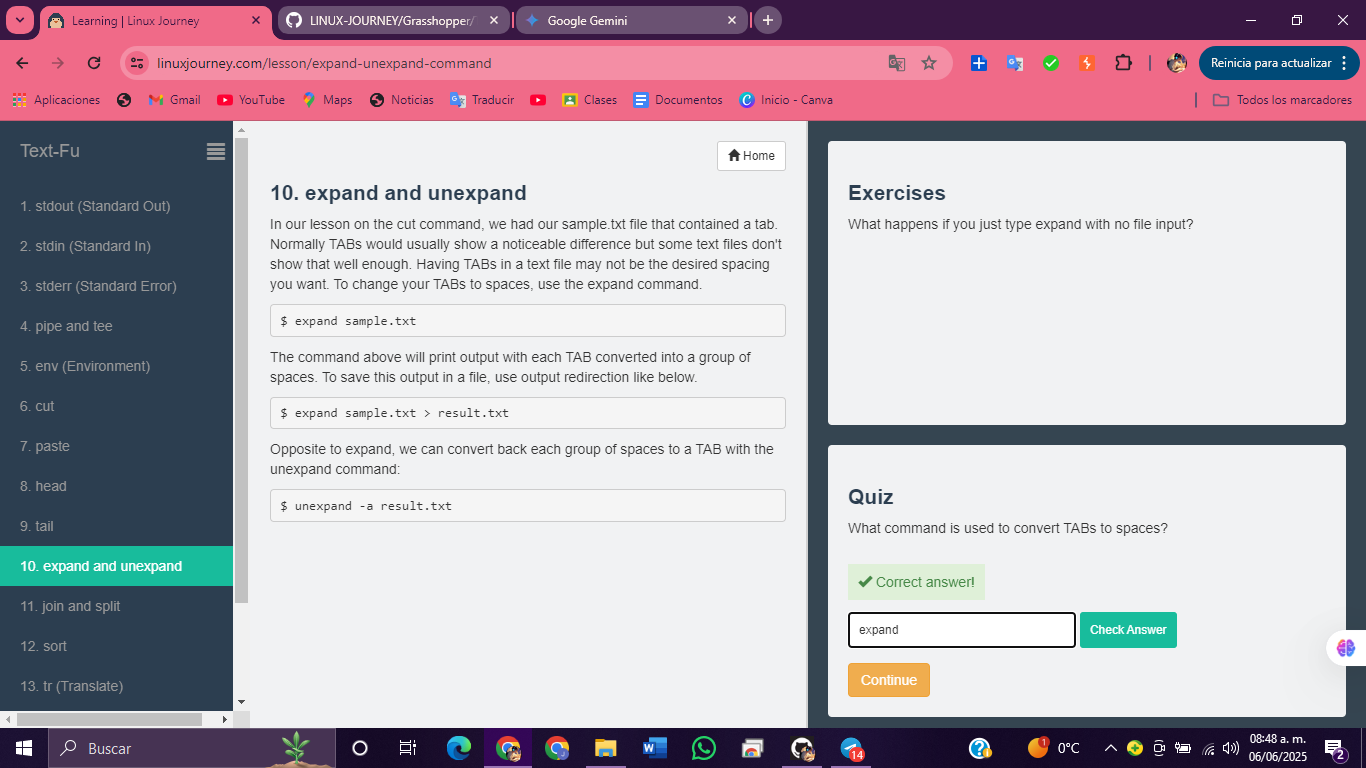 Learning | Linux Journey
LINUX-JOURNEY/Grasshopper/
Google Gemini
linuxjourney.com/lesson/expand-unexpand-command
Reinicia para actualizar
Aplicaciones
Gmail
YouTube
Maps
Noticias
Traducir
Clases
Documentos
Inicio - Canva
Todos los marcadores
Text-Fu
1. stdout (Standard Out)
2. stdin (Standard In)
3. stderr (Standard Error)
4. pipe and tee
5. env (Environment)
6. cut
7. paste
8. head
9. tail
10. expand and unexpand
11. join and split
12. sort
13. tr (Translate)
Home
10. expand and unexpand
In our lesson on the cut command, we had our sample.txt file that contained a tab.
Normally TABs would usually show a noticeable difference but some text files don't
show that well enough. Having TABs in a text file may not be the desired spacing
you want. To change your TABs to spaces, use the expand command.
$ expand sample.txt
The command above will print output with each TAB converted into a group of
spaces. To save this output in a file, use output redirection like below.
$ expand sample.txt > result.txt
Opposite to expand, we can convert back each group of spaces to a TAB with the
unexpand command:
$ unexpand -a result.txt
Exercises
What happens if you just type expand with no file input?
Quiz
What command is used to convert TABs to spaces?
Correct answer!
expand
Check Answer
Continue
Buscar
14
1
0°C
08:48 a. m.
06/06/2025
2